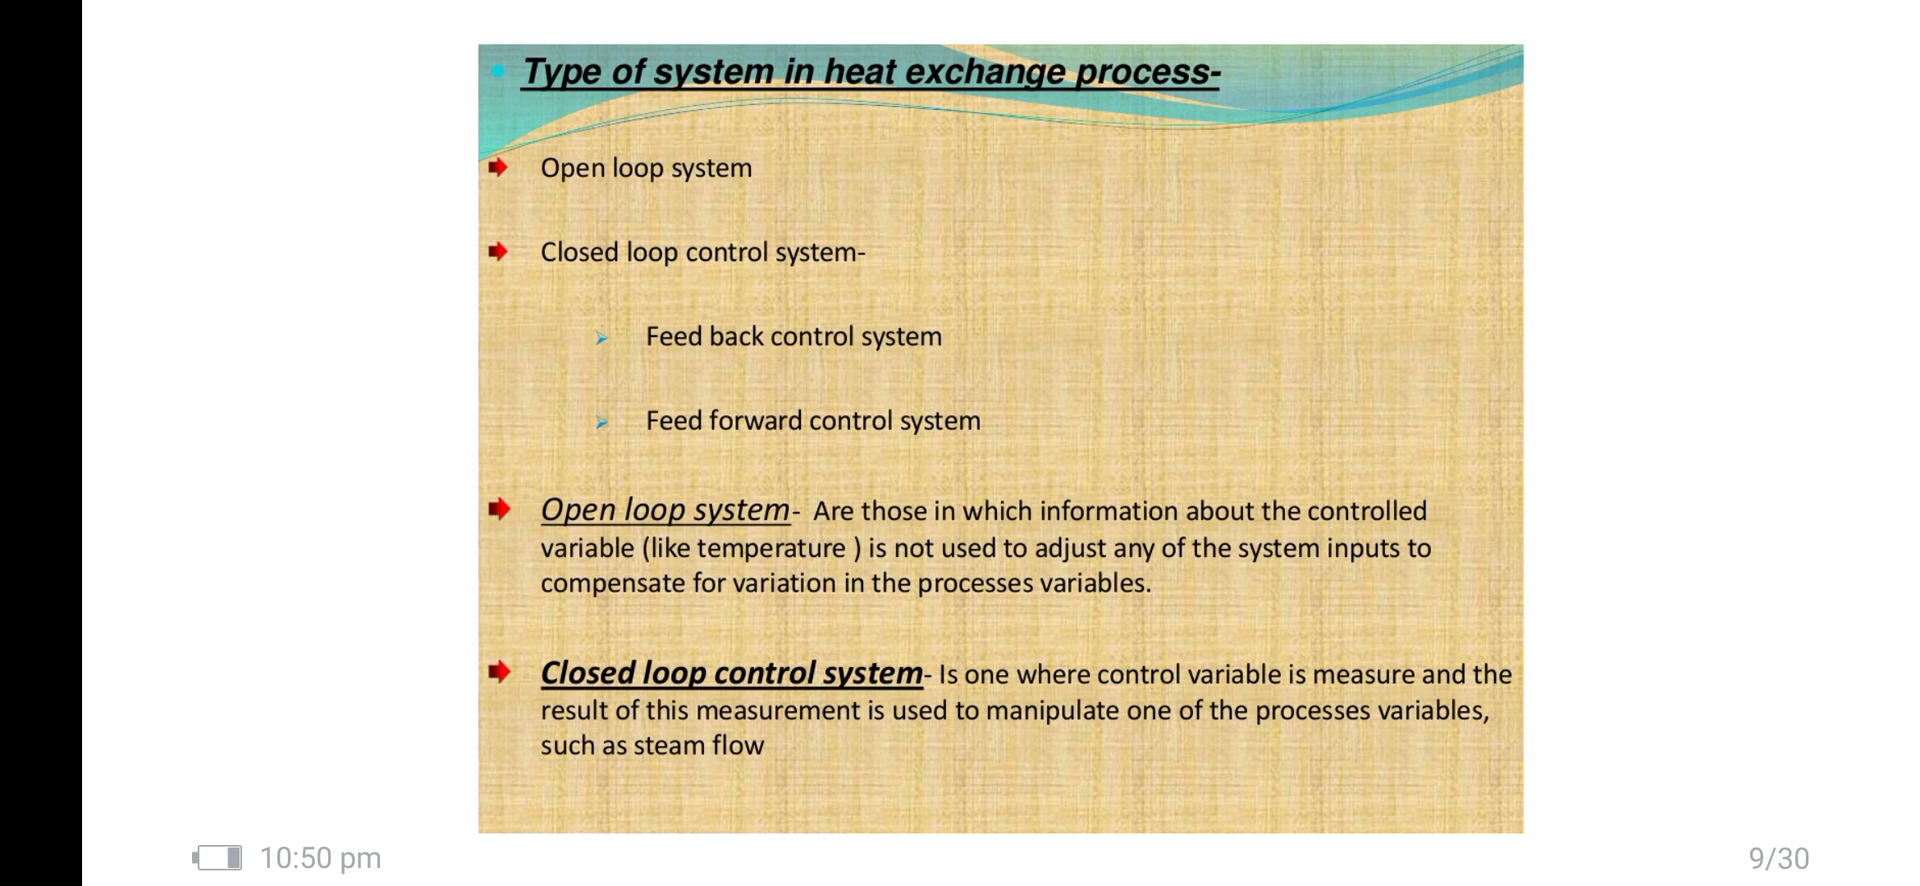 Type of system in heat exchange process-
Open loop system
Closed loop control system-
Feed back control system
Feed forward control system
Open loop system- Are those in which information about the controlled
variable (like temperature ) is not used to adjust any of the system inputs to
compensate for variation in the processes variables.
Closed loop control system- Is one where control variable is measure and the
result of this measurement is used to manipulate one of the processes variables,
such as steam flow
10:50 pm
9/30